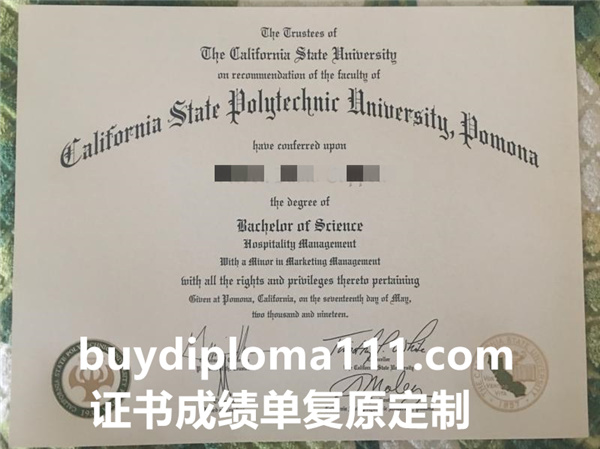 The Trustees of
The California State University
on recommendation of the faculty of
California State Polytechnic University, Pomona
have conferred upon
the degree of
Bachelor of Science
Hospitality Management
With a Minor in Marketing Management
with all the rights and privileges thereto pertaining
Given at Pomona, California, on the seventeenth day of May,
two thousand and nineteen.
California State University
buydiploma111.com
证书成绩单复原定制